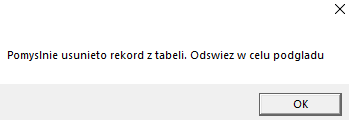 Pomyslnie usunieto rekord z tabeli. Odswiez w celu podgladu
OK